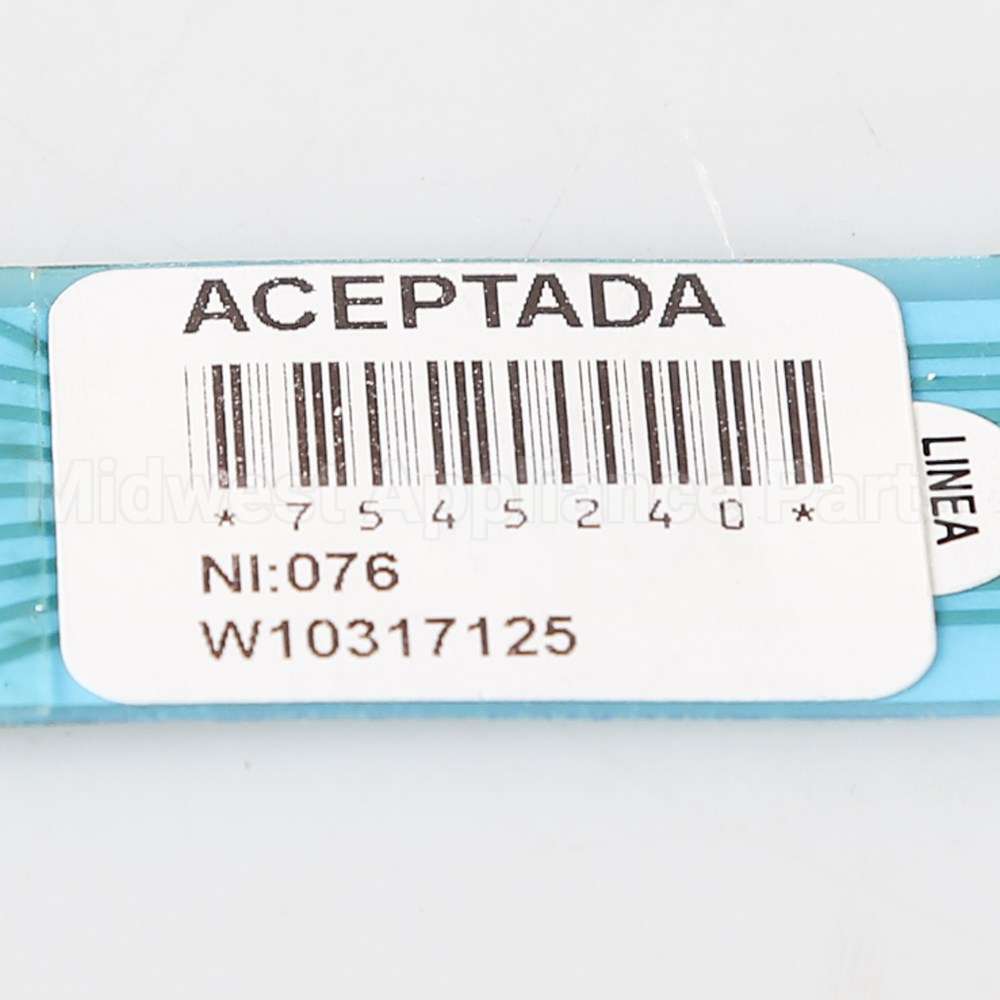 ACEPTADA
*7545240*
NI:076
W10317125
LINEA
Midwest Appliance Parts